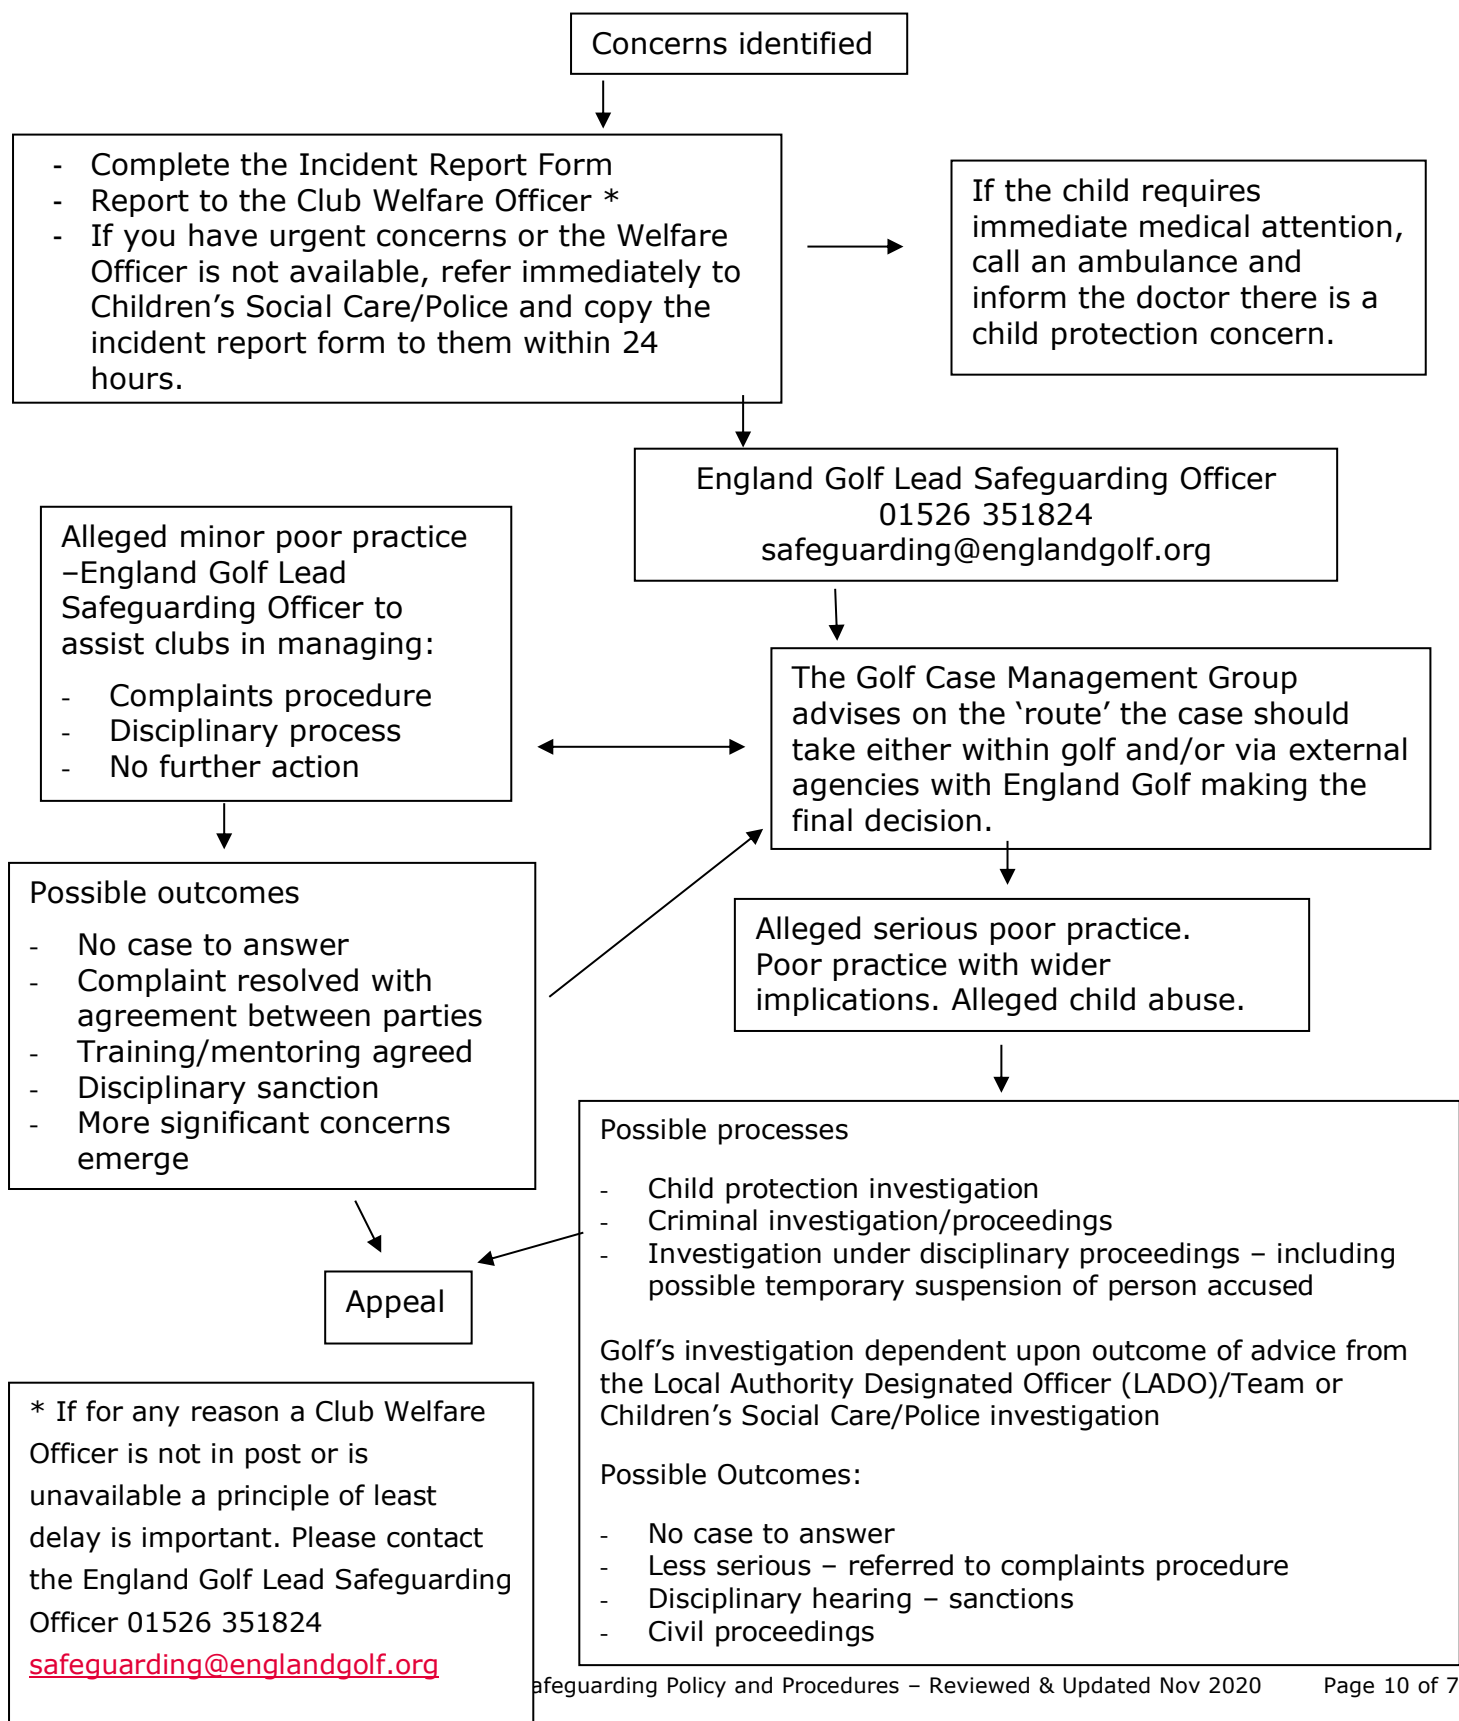 Concerns identified
- Complete the Incident Report Form
- Report to the Club Welfare Officer *
- If you have urgent concerns or the Welfare
Officer is not available, refer immediately to
Children’s Social Care/Police and copy the
incident report form to them within 24
hours.
If the child requires
immediate medical attention,
call an ambulance and
inform the doctor there is a
child protection concern.
England Golf Lead Safeguarding Officer
01526 351824
safeguarding@englandgolf.org
Alleged minor poor practice
–England Golf Lead
Safeguarding Officer to
assist clubs in managing:
- Complaints procedure
- Disciplinary process
- No further action
The Golf Case Management Group
advises on the ‘route’ the case should
take either within golf and/or via external
agencies with England Golf making the
final decision.
Possible outcomes
- No case to answer
- Complaint resolved with
agreement between parties
- Training/mentoring agreed
- Disciplinary sanction
- More significant concerns
emerge
Alleged serious poor practice.
Poor practice with wider
implications. Alleged child abuse.
Possible processes
- Child protection investigation
- Criminal investigation/proceedings
- Investigation under disciplinary proceedings – including
possible temporary suspension of person accused
Golf’s investigation dependent upon outcome of advice from
the Local Authority Designated Officer (LADO)/Team or
Children’s Social Care/Police investigation
Possible Outcomes:
- No case to answer
- Less serious – referred to complaints procedure
- Disciplinary hearing – sanctions
- Civil proceedings
Appeal
* If for any reason a Club Welfare
Officer is not in post or is
unavailable a principle of least
delay is important. Please contact
the England Golf Lead Safeguarding
Officer 01526 351824
safeguarding@englandgolf.org
afeguarding Policy and Procedures – Reviewed & Updated Nov 2020 Page 10 of 7